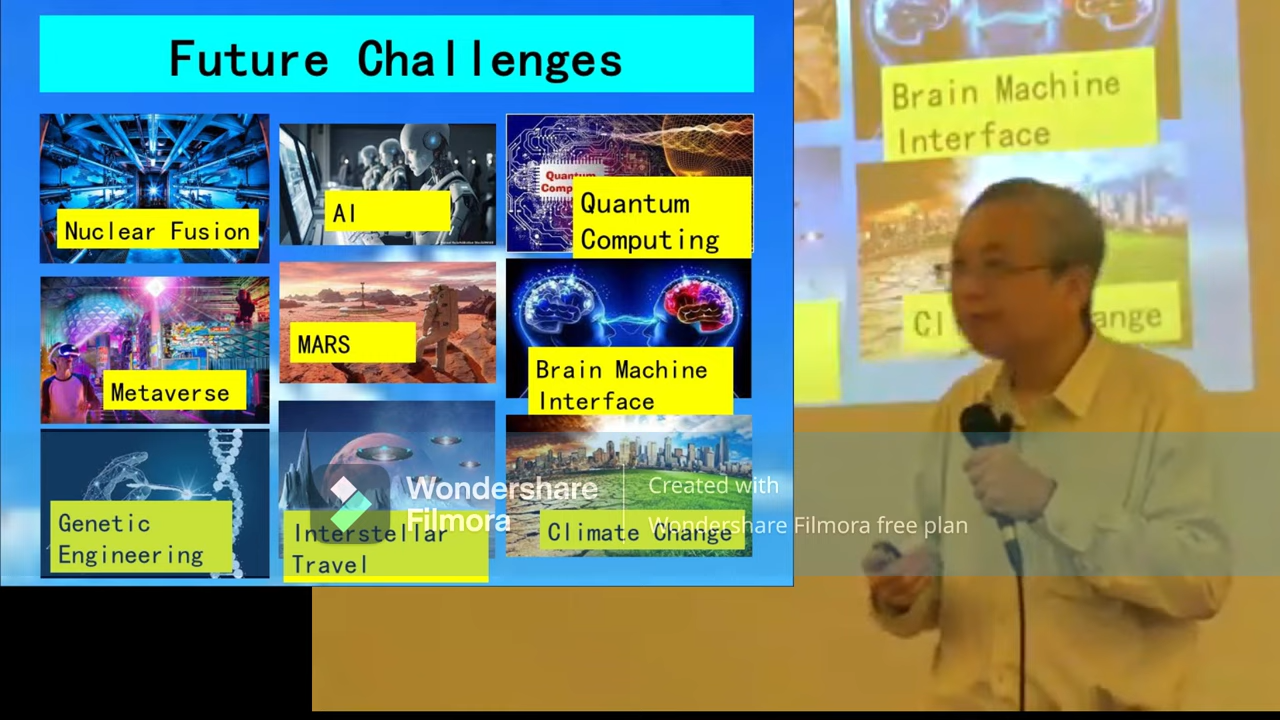 Future Challenges
Nuclear Fusion
AI
Quantum
Computing
Quantum
Metaverse
MARS
Brain Machine
Interface
Genetic
Engineering
Interstellar
Travel
Climate Change
Wondershare
Filmora
Created with
Wondershare Filmora free plan
Brain Machine
Interface